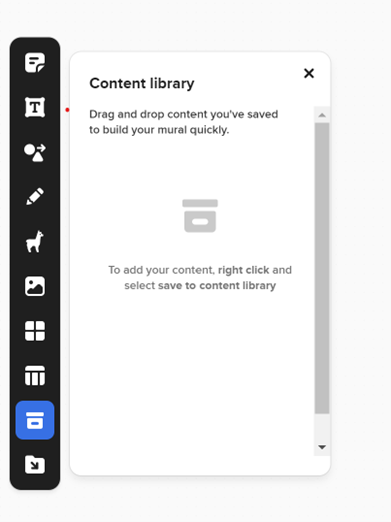 T
Content library
Drag and drop content you've saved
to build your mural quickly.
To add your content, right click and
select save to content library